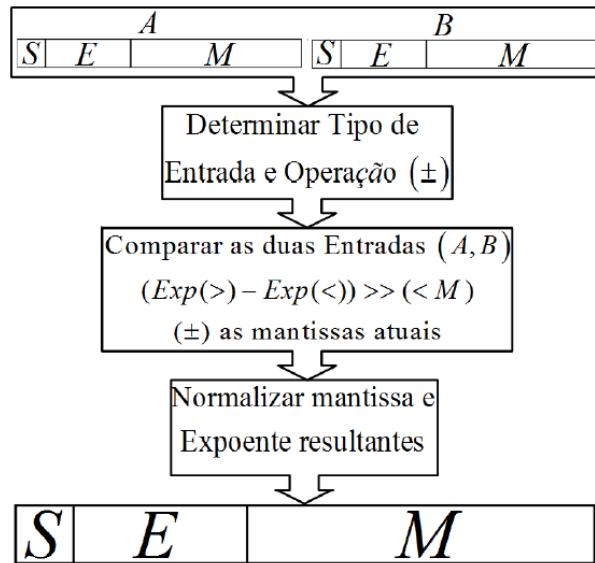 A B
S E M S E M
Determinar Tipo de
Entrada e Operação (±)
Comparar as duas Entradas (A,B)
(Exp(>) − Exp(<)) >> (< M)
(±) as mantissas atuais
Normalizar mantissa e
Expoente resultantes
S E M